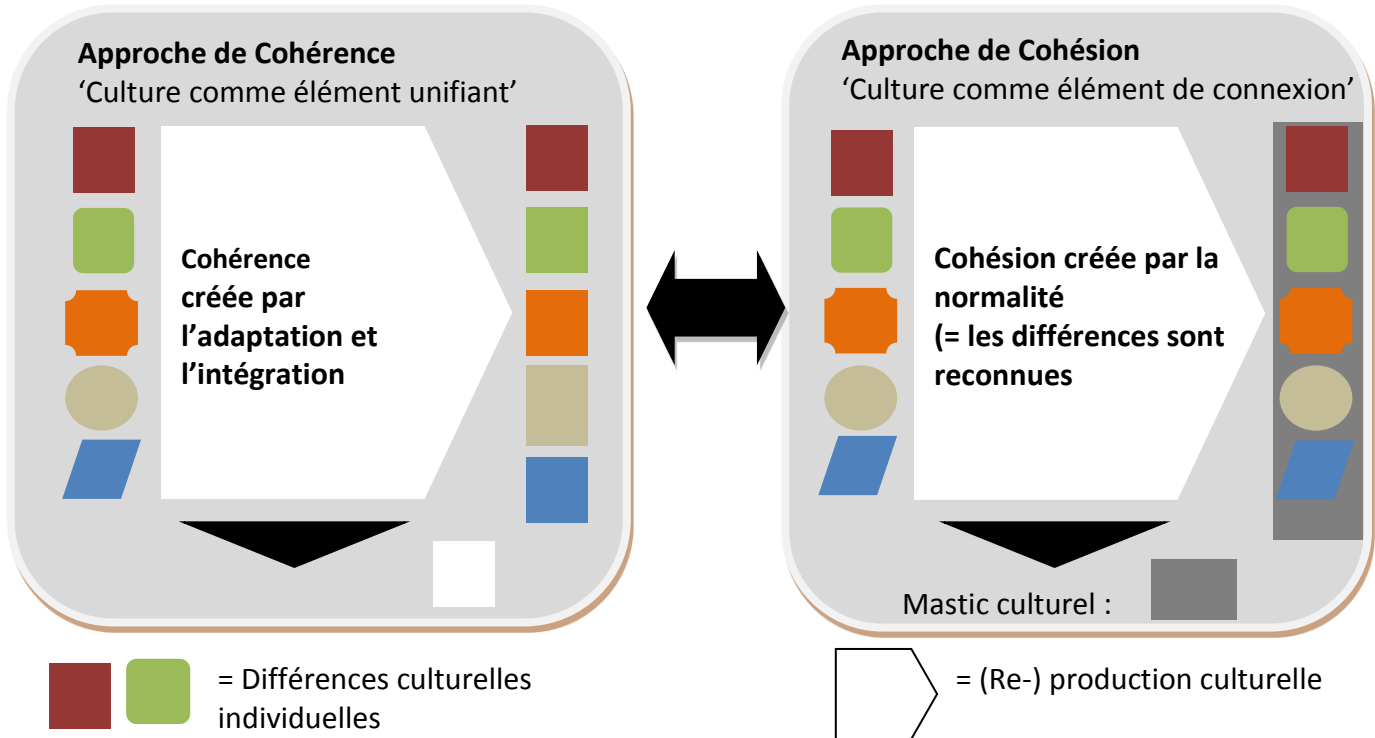 Approche de Cohérence
‘Culture comme élément unifiant’
Cohérence
créée par
l’adaptation et
l’intégration
Approche de Cohésion
‘Culture comme élément de connexion’
Cohésion créée par la
normalité
(= les différences sont
reconnues
Mastic culturel :
= Différences culturelles
individuelles
= (Re-) production culturelle